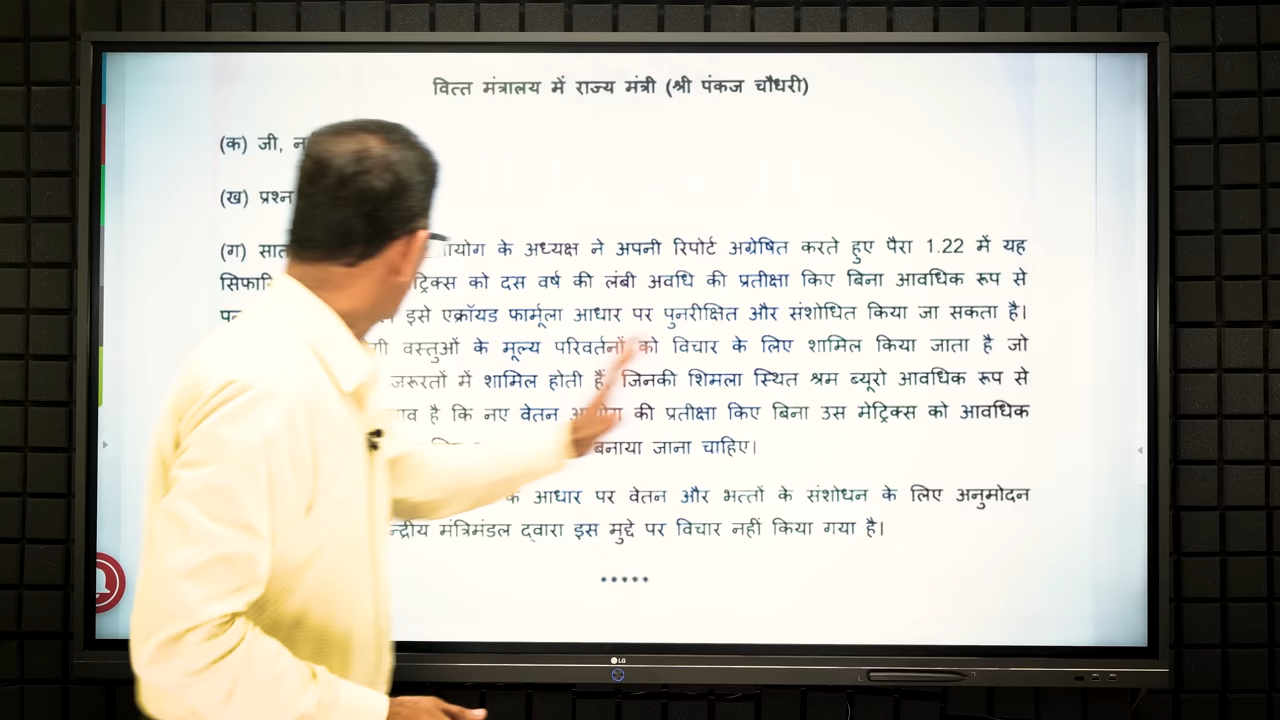 वित्त मंत्रालय में राज्य मंत्री (श्री पंकज चौधरी)
(क) जी,
(ख) प्रश्न
(ग) के अध्यक्ष ने अपनी रिपोर्ट अग्रेषित करते हुए पैरा 1.22 में यह
को दस वर्ष की लंबी अवधि की प्रतीक्षा किए बिना आवधिक रूप से
इसे एक्रॉयड फार्मूला आधार पर पुनरीक्षित और संशोधित किया जा सकता है।
वस्तुओं के मूल्य परिवर्तनों को विचार के लिए शामिल किया जाता है जो
जरूरतों में शामिल होती हैं, जिनकी शिमला स्थित श्रम ब्यूरो आवधिक रूप से
है कि नए वेतन आयोग की प्रतीक्षा किए बिना उस मेट्रिक्स को आवधिक
बनाया जाना चाहिए।
के आधार पर वेतन और भत्तों के संशोधन के लिए अनुमोदन
मंत्रिमंडल द्वारा इस मुद्दे पर विचार नहीं किया गया है।
*****
LG